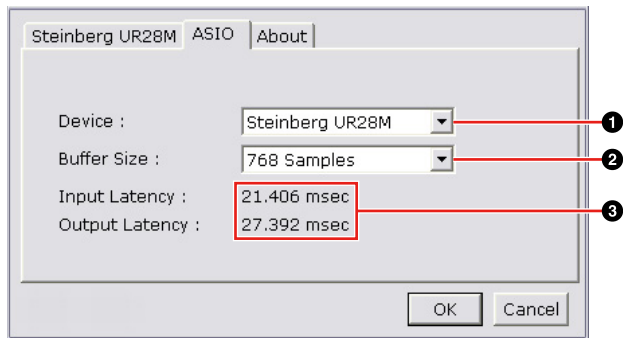 Steinberg UR28M ASIO About
Device : Steinberg UR28M 1
Buffer Size : 768 Samples 2
Input Latency : 21.406 msec
3
Output Latency : 27.392 msec
OK Cancel